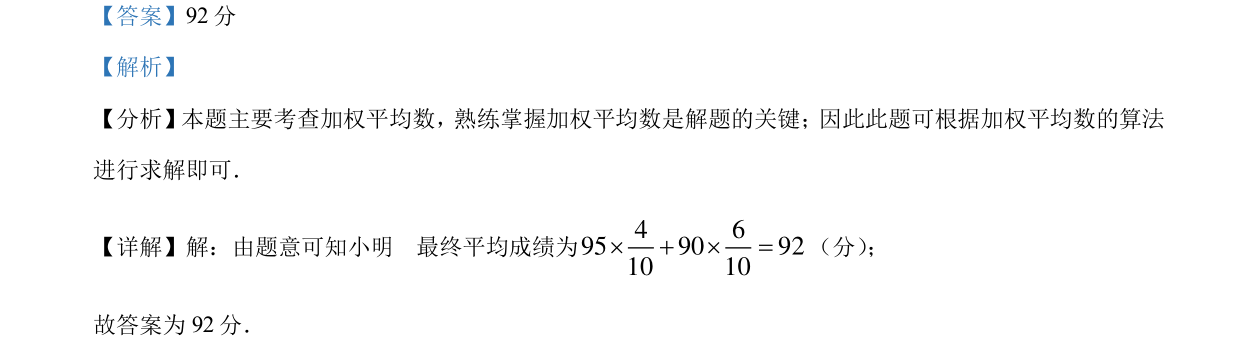 【答案】92 分
【解析】
【分析】本题主要考查加权平均数，熟练掌握加权平均数是解题的关键；因此此题可根据加权平均数的算法
进行求解即可．
【详解】解：由题意可知小明 最终平均成绩为95×4/10+90×6/10=92（分）；
故答案为 92 分．